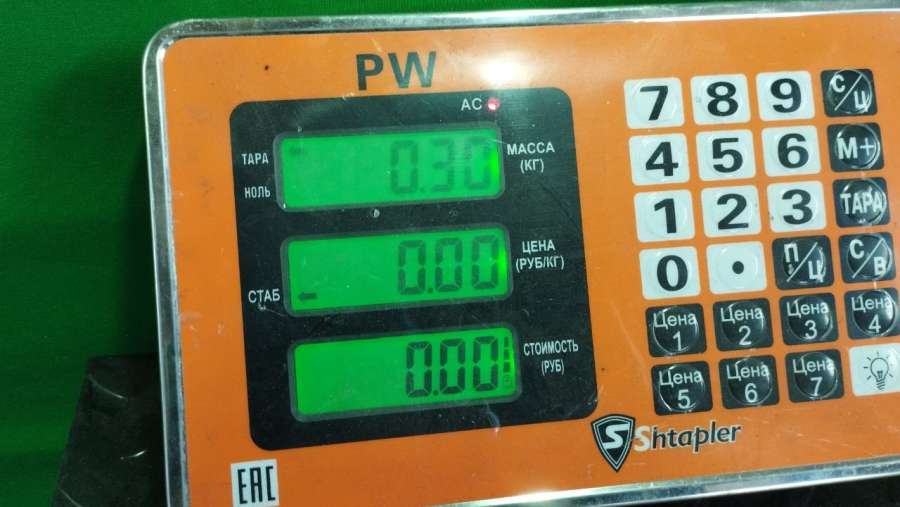 PW
AC
ТАРА
НОЛЬ
0.30
МАССА
(КГ)
СТАБ
0.00
ЦЕНА
(РУБ/КГ)
0.00
СТОИМОСТЬ
(РУБ)
7 8 9 С/Ц
4 5 6 М+
1 2 3 ТАРА
0 . П/Ц С/В
Цена 1 Цена 2 Цена 3 Цена 4
Цена 5 Цена 6 Цена 7
Shtapler
EAC